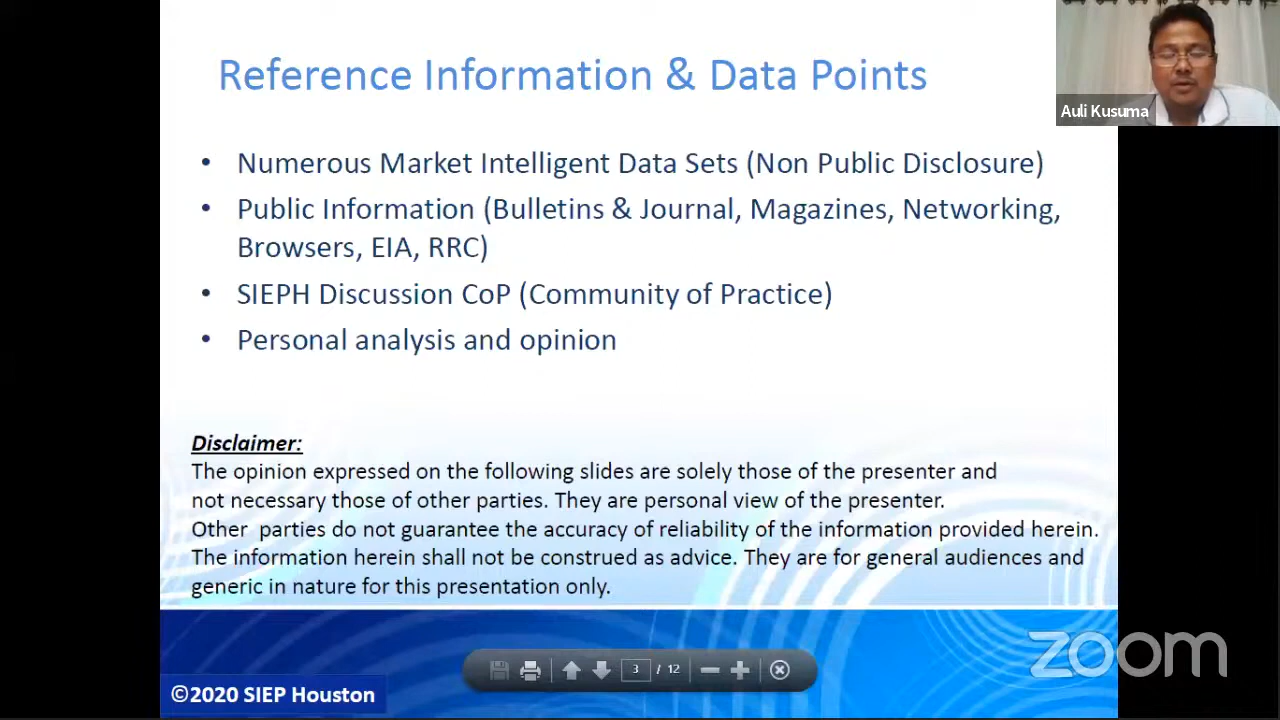 Reference Information & Data Points
Auli Kusuma
• Numerous Market Intelligent Data Sets (Non Public Disclosure)
• Public Information (Bulletins & Journal, Magazines, Networking,
Browsers, EIA, RRC)
• SIEPH Discussion CoP (Community of Practice)
• Personal analysis and opinion
Disclaimer:
The opinion expressed on the following slides are solely those of the presenter and
not necessary those of other parties. They are personal view of the presenter.
Other parties do not guarantee the accuracy of reliability of the information provided herein.
The information herein shall not be construed as advice. They are for general audiences and
generic in nature for this presentation only.
zoom
3 / 12
©2020 SIEP Houston